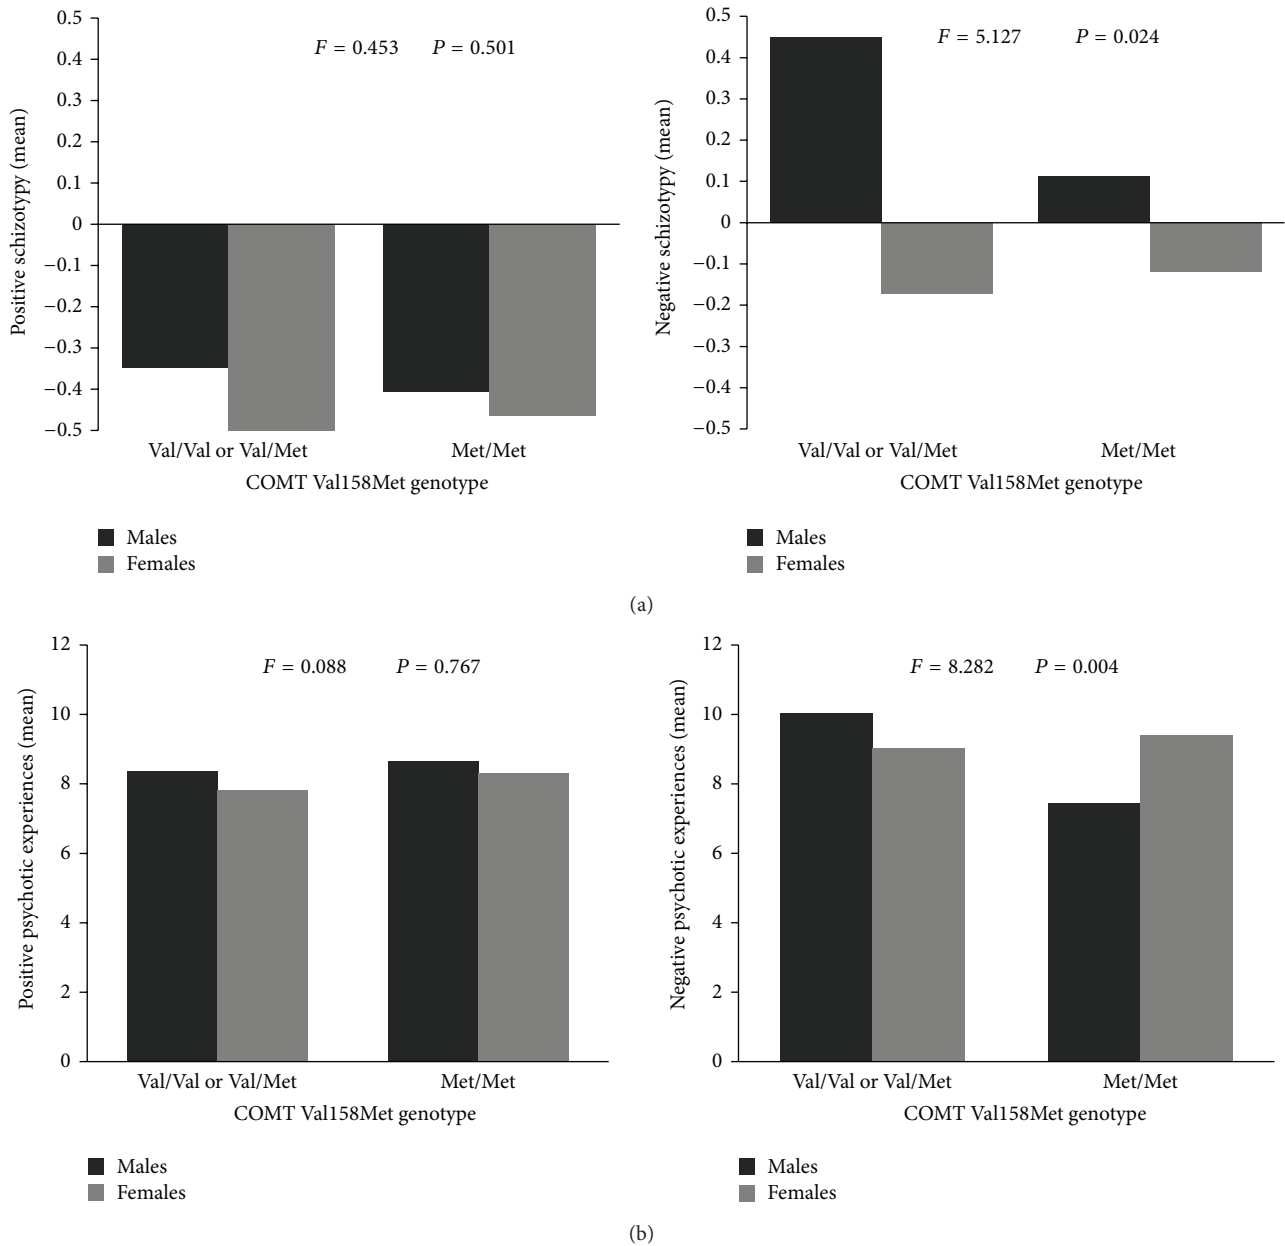 0.5
0.4
0.3
0.2
0.1
0
−0.1
−0.2
−0.3
−0.4
−0.5
Positive schizotypy (mean)
F = 0.453 P = 0.501
Val/Val or Val/Met Met/Met
COMT Val158Met genotype
Males
Females
0.5
0.4
0.3
0.2
0.1
0
−0.1
−0.2
−0.3
−0.4
−0.5
Negative schizotypy (mean)
F = 5.127 P = 0.024
Val/Val or Val/Met Met/Met
COMT Val158Met genotype
Males
Females
(a)
12
10
8
6
4
2
0
Positive psychotic experiences (mean)
F = 0.088 P = 0.767
Val/Val or Val/Met Met/Met
COMT Val158Met genotype
Males
Females
12
10
8
6
4
2
0
Negative psychotic experiences (mean)
F = 8.282 P = 0.004
Val/Val or Val/Met Met/Met
COMT Val158Met genotype
Males
Females
(b)